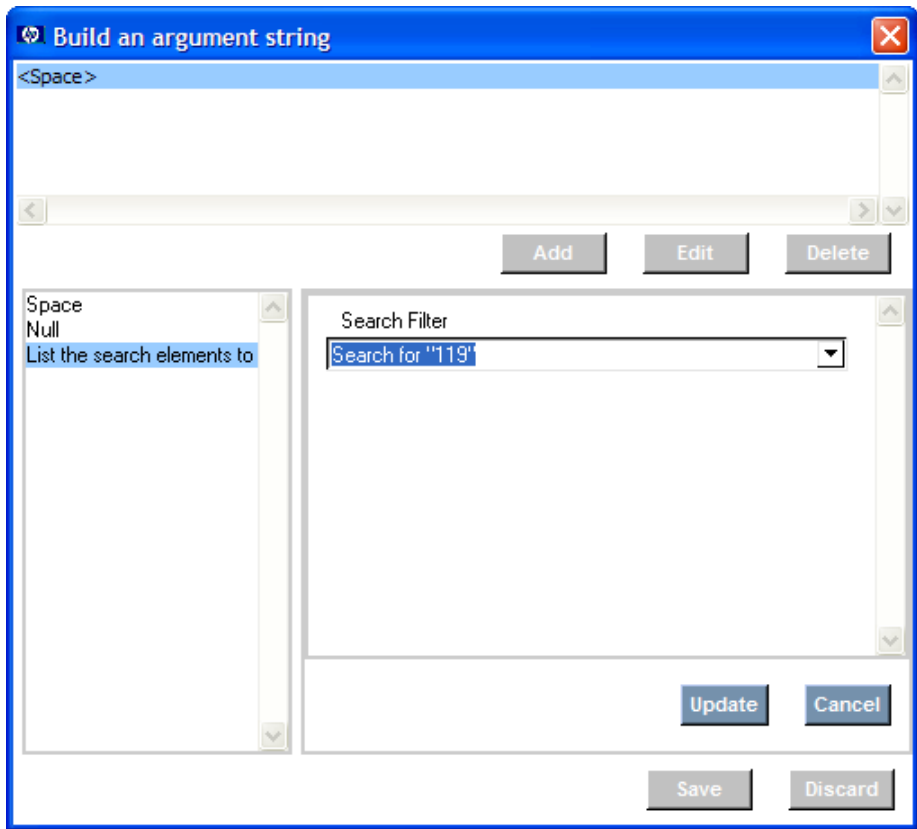 Build an argument string
<Space>
Add Edit Delete
Space
Null
List the search elements to
Search Filter
Search for "119"
Update Cancel
Save Discard